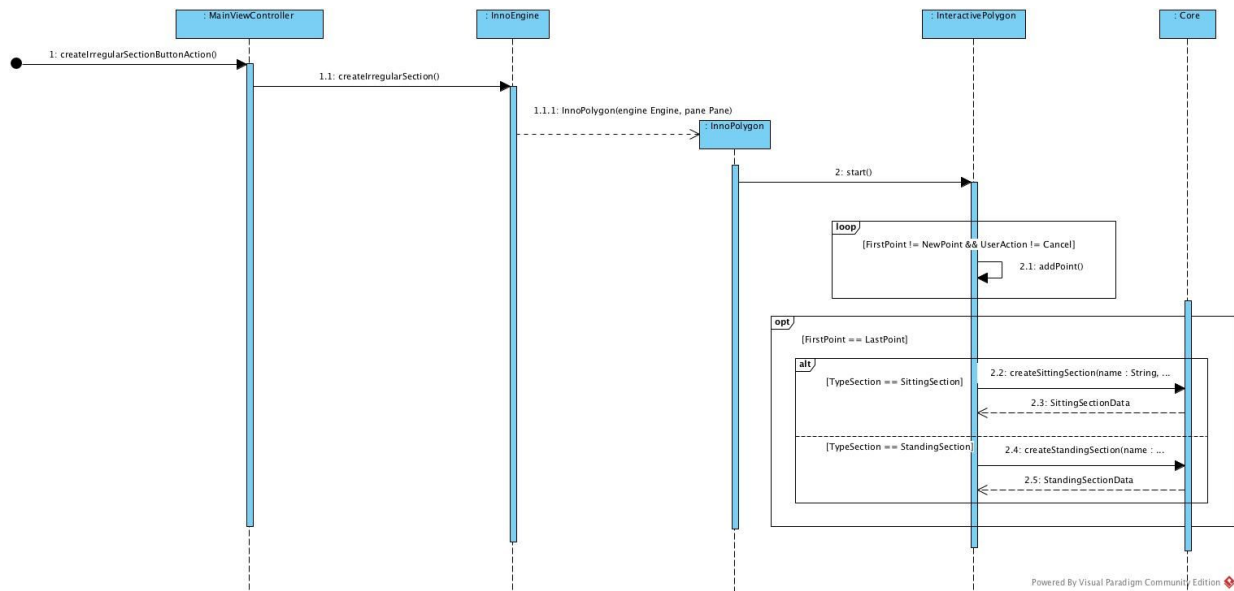 : MainViewController
: InnoEngine
: InteractivePolygon
: Core
1: createIrregularSectionButtonAction()
1.1: createIrregularSection()
1.1.1: InnoPolygon(engine Engine, pane Pane)
: InnoPolygon
2: start()
loop
[FirstPoint != NewPoint && UserAction != Cancel]
2.1: addPoint()
opt
[FirstPoint == LastPoint]
alt
[TypeSection == SittingSection]
2.2: createSittingSection(name : String, ...
2.3: SittingSectionData
[TypeSection == StandingSection]
2.4: createStandingSection(name : ...
2.5: StandingSectionData
Powered By Visual Paradigm Community Edition